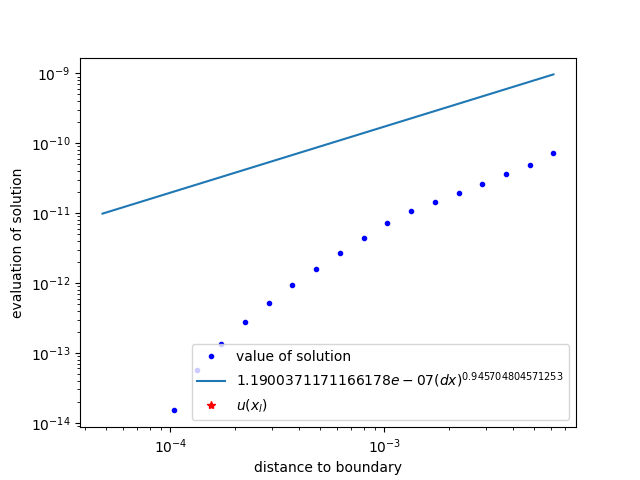 10^{-9}
10^{-10}
10^{-11}
10^{-12}
10^{-13}
10^{-14}
evaluation of solution
value of solution
1.1900371171166178e − 07(dx)^{0.945704804571253}
u(x_I)
10^{-4}
10^{-3}
distance to boundary